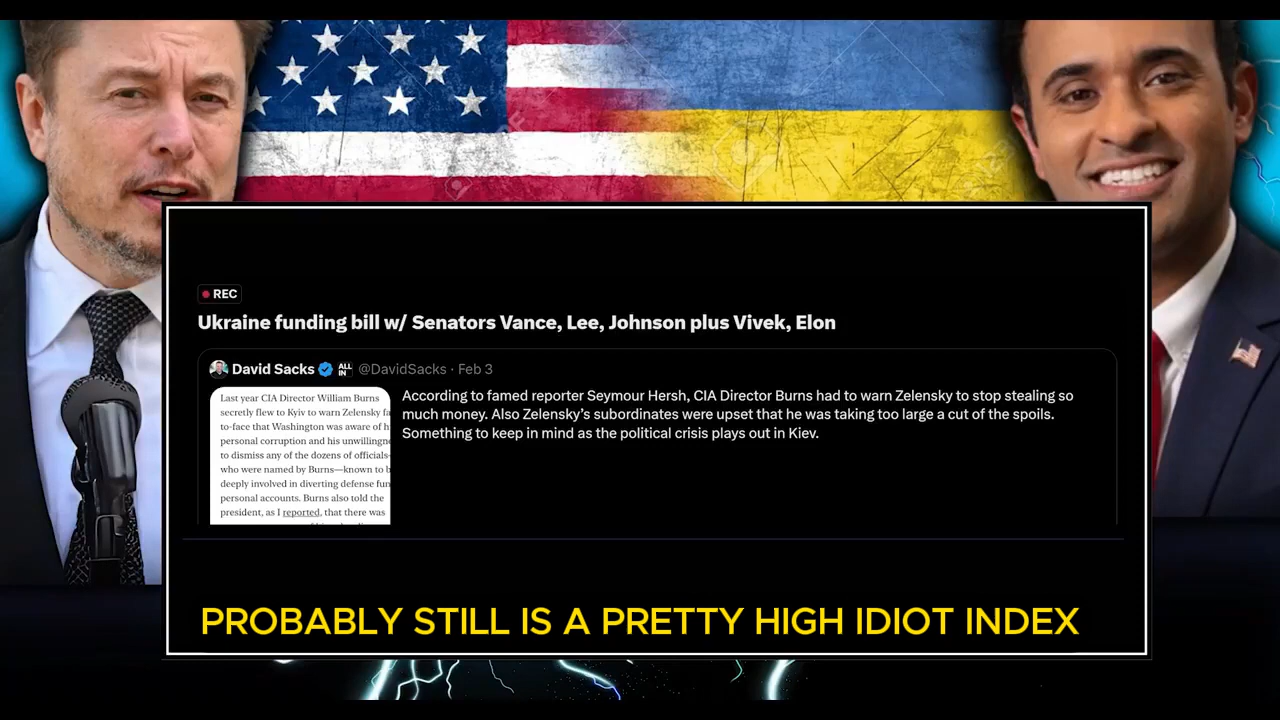 REC
Ukraine funding bill w/ Senators Vance, Lee, Johnson plus Vivek, Elon
David Sacks ALL IN @DavidSacks · Feb 3
Last year CIA Director William Burns
secretly flew to Kyiv to warn Zelensky
to-face that Washington was aware of
personal corruption and his
to dismiss any of the dozens of officials
who were named by Burns—known to
deeply involved in diverting defense
personal accounts. Burns also told the
president, as I reported, that there was
According to famed reporter Seymour Hersh, CIA Director Burns had to warn Zelensky to stop stealing so
much money. Also Zelensky's subordinates were upset that he was taking too large a cut of the spoils.
Something to keep in mind as the political crisis plays out in Kiev.
PROBABLY STILL IS A PRETTY HIGH IDIOT INDEX